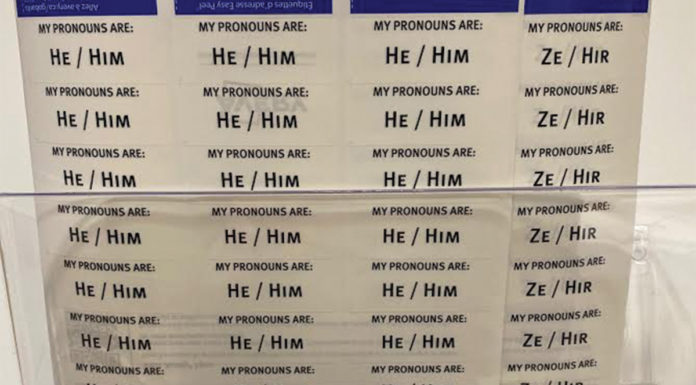 Étiquettes d'adresse Easy Peel
MY PRONOUNS ARE: MY PRONOUNS ARE: MY PRONOUNS ARE: MY PRONOUNS ARE:
HE / HIM HE / HIM HE / HIM ZE / HIR
MY PRONOUNS ARE: MY PRONOUNS ARE: MY PRONOUNS ARE: MY PRONOUNS ARE:
HE / HIM HE / HIM HE / HIM ZE / HIR
MY PRONOUNS ARE: MY PRONOUNS ARE: MY PRONOUNS ARE: MY PRONOUNS ARE:
HE / HIM HE / HIM HE / HIM ZE / HIR
MY PRONOUNS ARE: MY PRONOUNS ARE: MY PRONOUNS ARE: MY PRONOUNS ARE:
HE / HIM HE / HIM HE / HIM ZE / HIR
MY PRONOUNS ARE: MY PRONOUNS ARE: MY PRONOUNS ARE: MY PRONOUNS ARE:
HE / HIM HE / HIM HE / HIM ZE / HIR
MY PRONOUNS ARE: MY PRONOUNS ARE: MY PRONOUNS ARE: MY PRONOUNS ARE:
HE / HIM HE / HIM HE / HIM ZE / HIR
MY PRONOUNS ARE: MY PRONOUNS ARE: MY PRONOUNS ARE: MY PRONOUNS ARE: